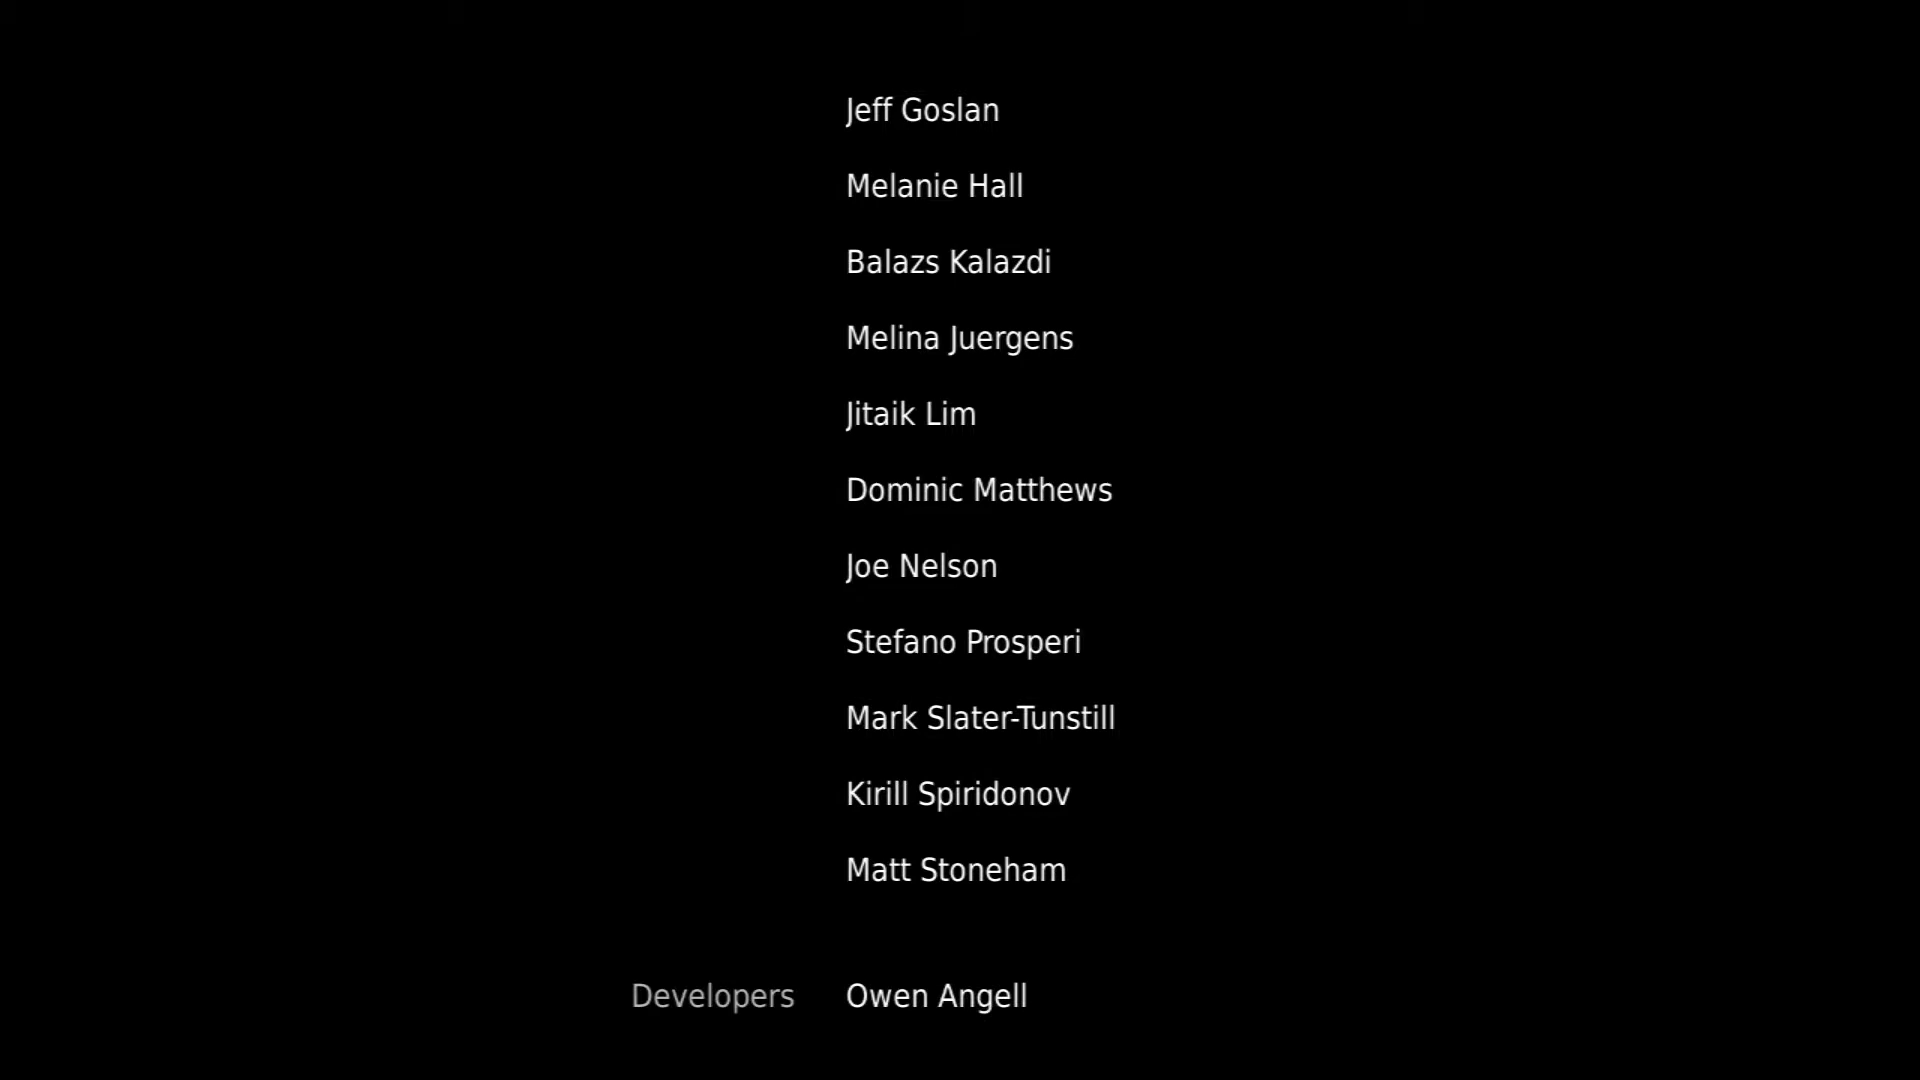 Jeff Goslan
Melanie Hall
Balazs Kalazdi
Melina Juergens
Jitaik Lim
Dominic Matthews
Joe Nelson
Stefano Prosperi
Mark Slater-Tunstill
Kirill Spiridonov
Matt Stoneham
Developers Owen Angell